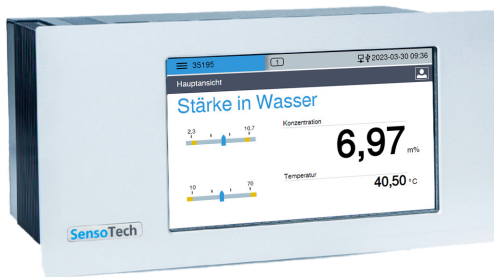 35195
1
2023-03-30 09:36
Hauptansicht
Stärke in Wasser
2,3 10,7
Konzentration
6,97 m%
10 70
Temperatur
40,50 °C
SensoTech